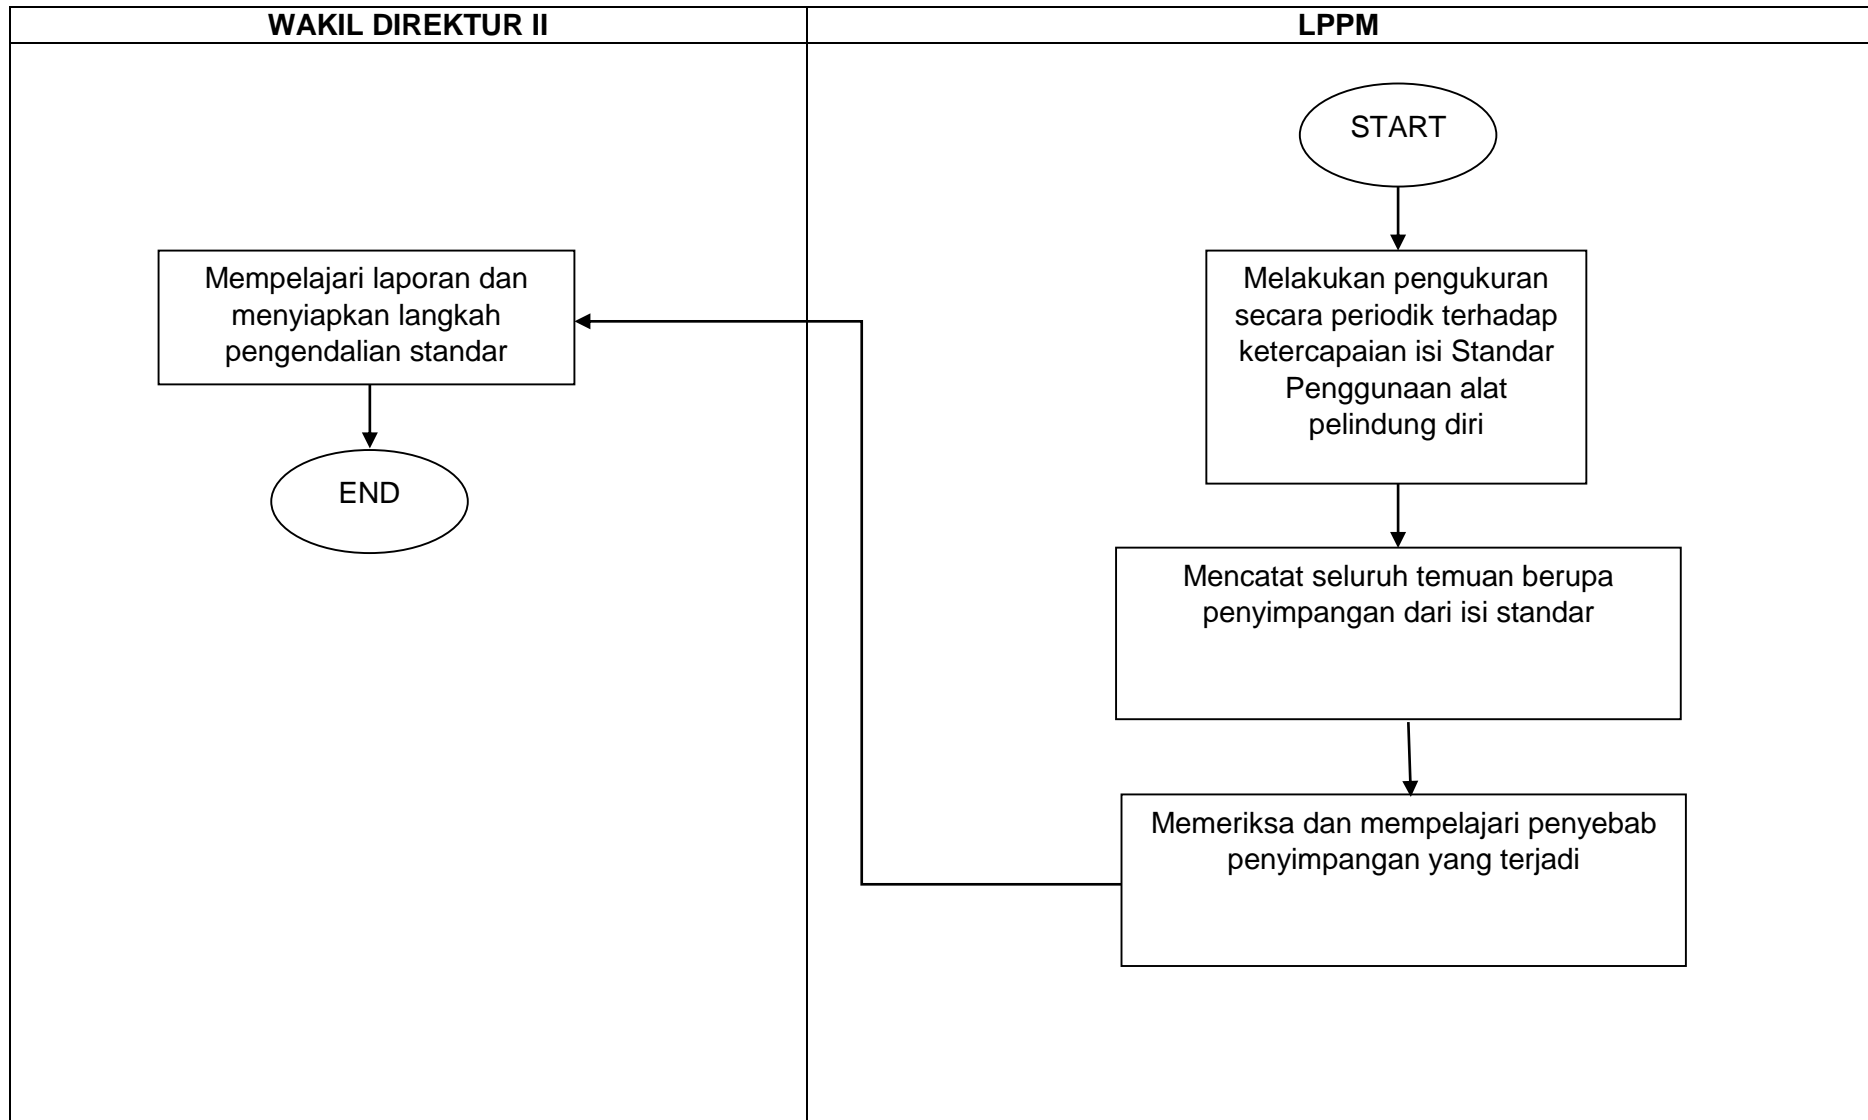 WAKIL DIREKTUR II
LPPM
START
Melakukan pengukuran
secara periodik terhadap
ketercapaian isi Standar
Penggunaan alat
pelindung diri
Mencatat seluruh temuan berupa
penyimpangan dari isi standar
Memeriksa dan mempelajari penyebab
penyimpangan yang terjadi
Mempelajari laporan dan
menyiapkan langkah
pengendalian standar
END